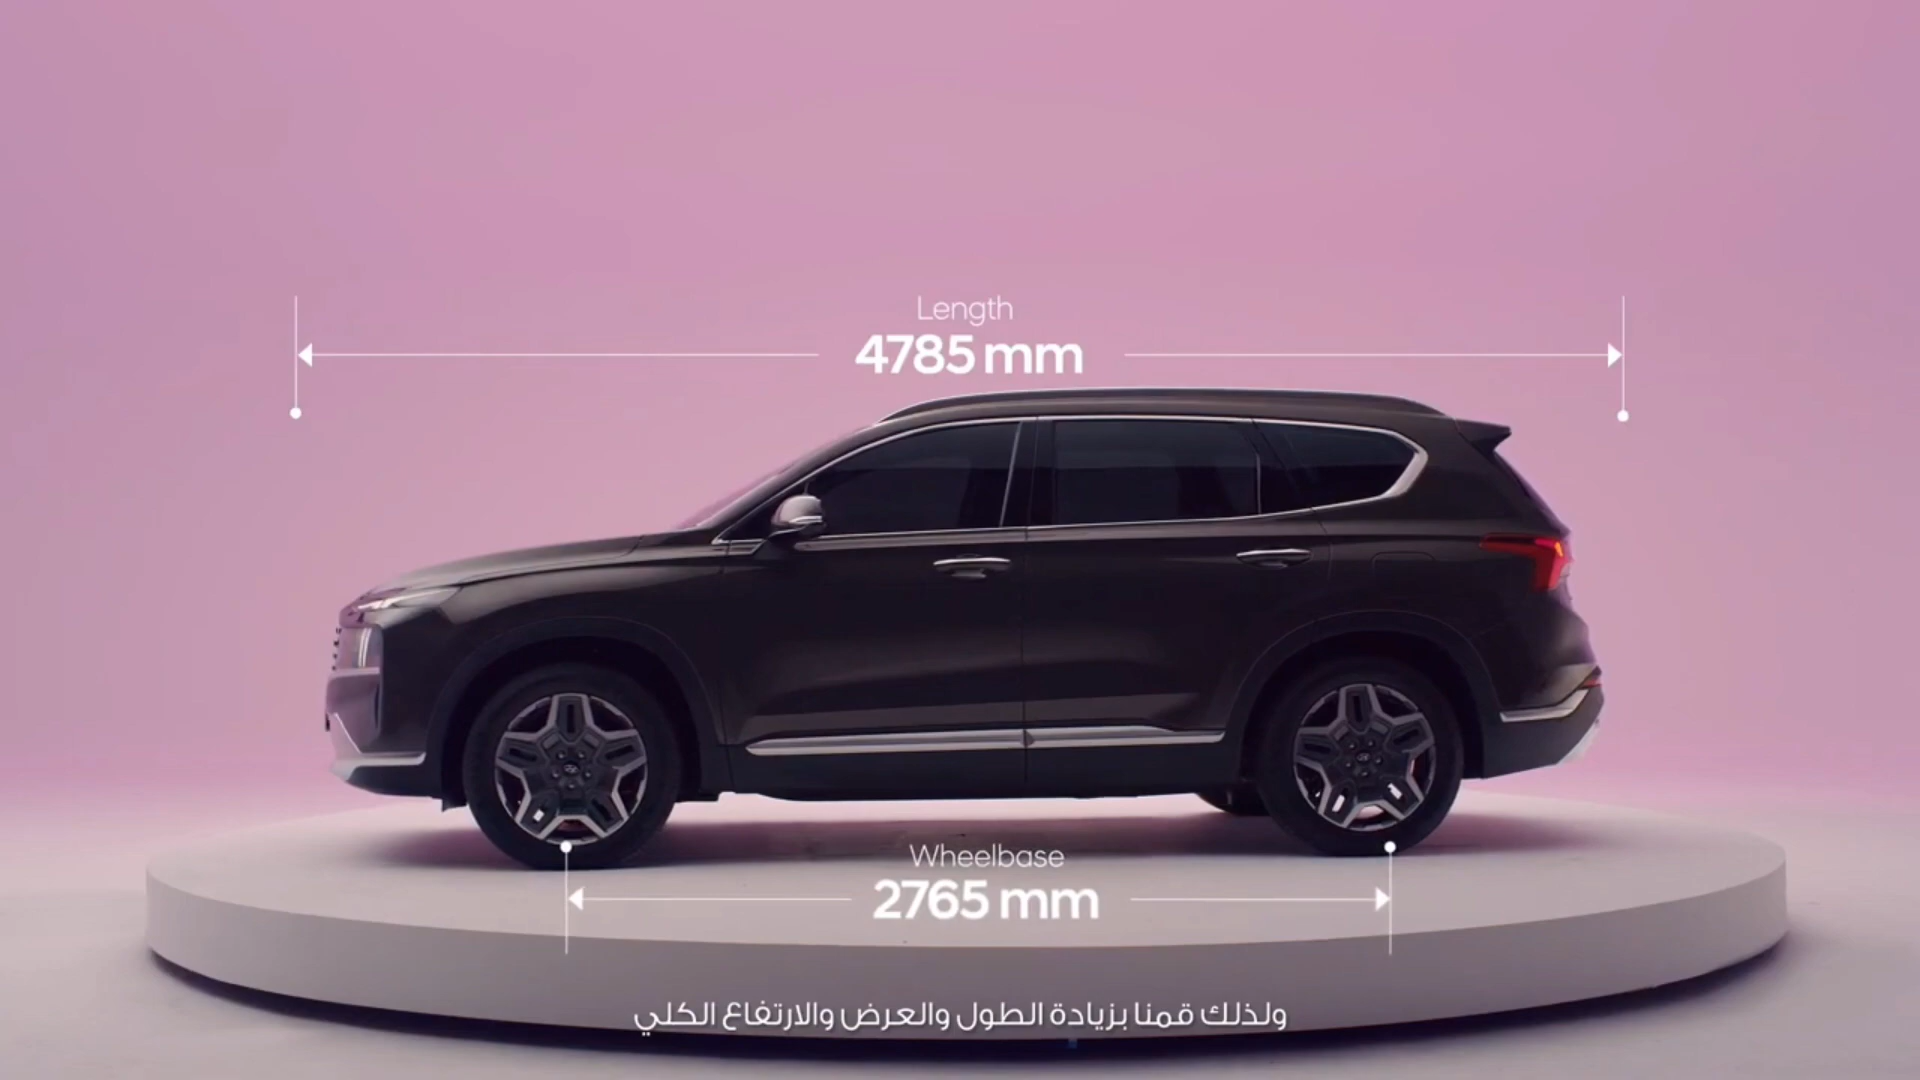 Length
4785 mm
Wheelbase
2765 mm
ولذلك قمنا بزيادة الطول والعرض والارتفاع الكلي